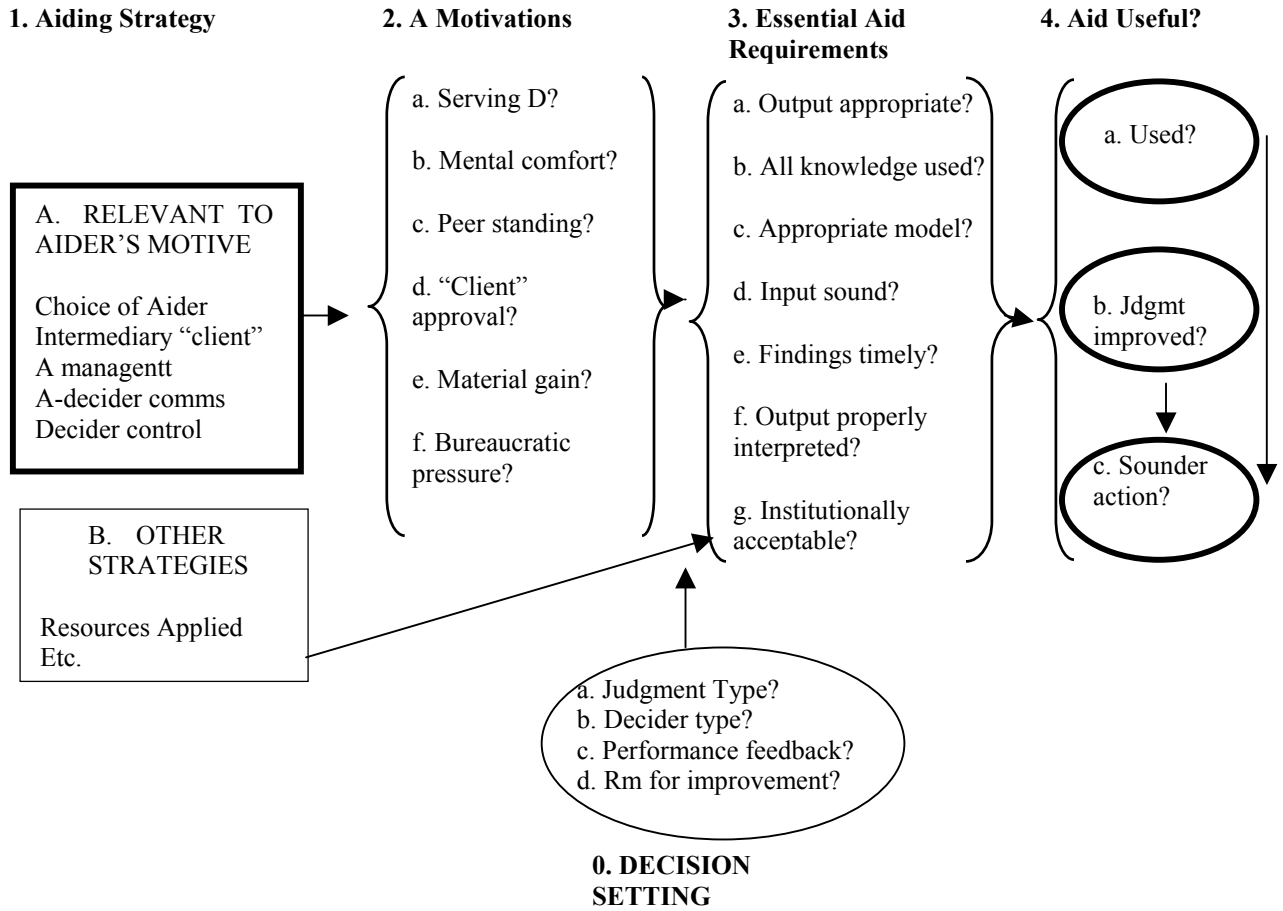 1. Aiding Strategy
2. A Motivations
3. Essential Aid
Requirements
4. Aid Useful?
A. RELEVANT TO
AIDER’S MOTIVE
Choice of Aider
Intermediary “client”
A managentt
A-decider comms
Decider control
B. OTHER
STRATEGIES
Resources Applied
Etc.
a. Serving D?
b. Mental comfort?
c. Peer standing?
d. “Client”
approval?
e. Material gain?
f. Bureaucratic
pressure?
a. Output appropriate?
b. All knowledge used?
c. Appropriate model?
d. Input sound?
e. Findings timely?
f. Output properly
interpreted?
g. Institutionally
acceptable?
a. Used?
b. Jdgmt
improved?
c. Sounder
action?
a. Judgment Type?
b. Decider type?
c. Performance feedback?
d. Rm for improvement?
0. DECISION
SETTING